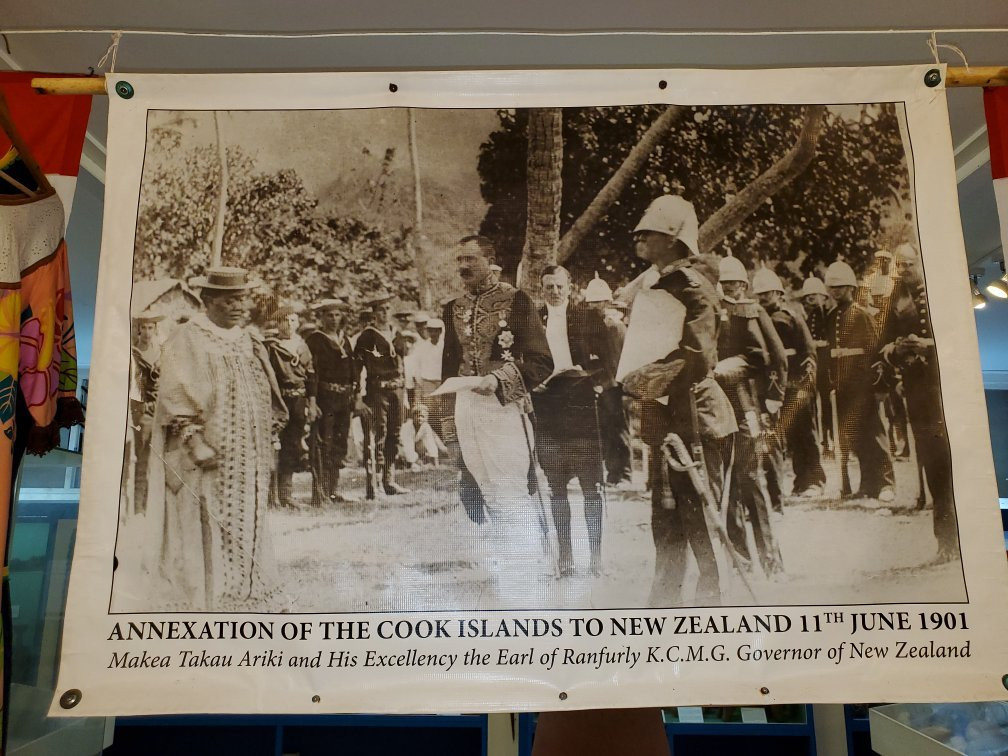 ANNEXATION OF THE COOK ISLANDS TO NEW ZEALAND 11TH JUNE 1901
Makea Takau Ariki and His Excellency the Earl of Ranfurly K.C.M.G. Governor of New Zealand